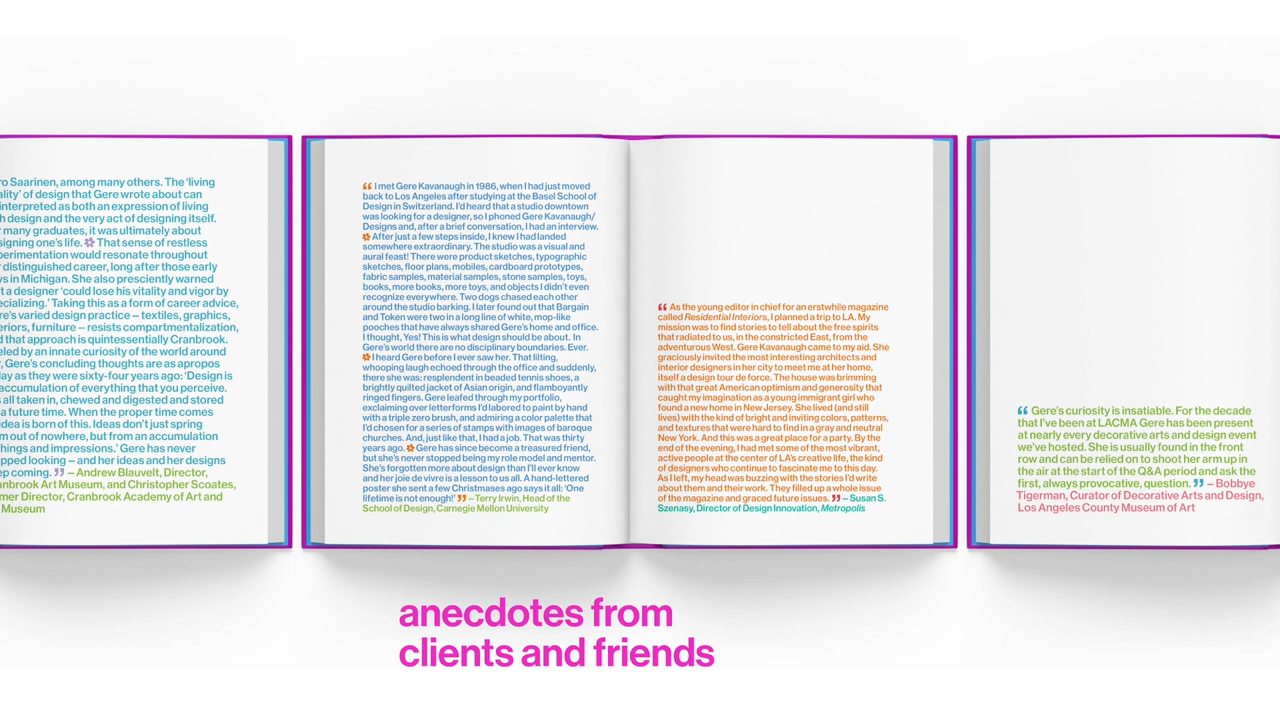 ro Saarinen, among many others. The ‘living
ality’ of design that Gere wrote about can
interpreted as both an expression of living
h design and the very act of designing itself.
r many graduates, it was ultimately about
signing one’s life. That sense of restless
perimentation would resonate throughout
r distinguished career, long after those early
ys in Michigan. She also presciently warned
t a designer ‘could lose his vitality and vigor by
ecializing.’ Taking this as a form of career advice,
re’s varied design practice – textiles, graphics,
eriors, furniture – resists compartmentalization,
d that approach is quintessentially Cranbrook.
eled by an innate curiosity of the world around
, Gere’s concluding thoughts are as apropos
lay as they were sixty-four years ago: ‘Design is
accumulation of everything that you perceive.
s all taken in, chewed and digested and stored
a future time. When the proper time comes
idea is born of this. Ideas don’t just spring
m out of nowhere, but from an accumulation
hings and impressions.’ Gere has never
pped looking – and her ideas and her designs
ep coming. ” – Andrew Blauvelt, Director,
anbrook Art Museum, and Christopher Scoates,
mer Director, Cranbrook Academy of Art and
Museum
“ I met Gere Kavanaugh in 1986, when I had just moved
back to Los Angeles after studying at the Basel School of
Design in Switzerland. I’d heard that a studio downtown
was looking for a designer, so I phoned Gere Kavanaugh/
Designs and, after a brief conversation, I had an interview.
After just a few steps inside, I knew I had landed
somewhere extraordinary. The studio was a visual and
aural feast! There were product sketches, typographic
sketches, floor plans, mobiles, cardboard prototypes,
fabric samples, material samples, stone samples, toys,
books, more books, more toys, and objects I didn’t even
recognize everywhere. Two dogs chased each other
around the studio barking. I later found out that Bargain
and Token were two in a long line of white, mop-like
pooches that have always shared Gere’s home and office.
I thought, Yes! This is what design should be about. In
Gere’s world there are no disciplinary boundaries. Ever.
I heard Gere before I ever saw her. That lilting,
whooping laugh echoed through the office and suddenly,
there she was: resplendent in beaded tennis shoes, a
brightly quilted jacket of Asian origin, and flamboyantly
ringed fingers. Gere leafed through my portfolio,
exclaiming over letterforms I’d labored to paint by hand
with a triple zero brush, and admiring a color palette that
I’d chosen for a series of stamps with images of baroque
churches. And, just like that, I had a job. That was thirty
years ago. Gere has since become a treasured friend,
but she’s never stopped being my role model and mentor.
She’s forgotten more about design than I’ll ever know
and her joie de vivre is a lesson to us all. A hand-lettered
poster she sent a few Christmases ago says it all: ‘One
lifetime is not enough!’ ” – Terry Irwin, Head of the
School of Design, Carnegie Mellon University
“ As the young editor in chief for an erstwhile magazine
called Residential Interiors, I planned a trip to LA. My
mission was to find stories to tell about the free spirits
that radiated to us, in the constricted East, from the
adventurous West. Gere Kavanaugh came to my aid. She
graciously invited the most interesting architects and
interior designers in her city to meet me at her home,
itself a design tour de force. The house was brimming
with that great American optimism and generosity that
caught my imagination as a young immigrant girl who
found a new home in New Jersey. She lived (and still
lives) with the kind of bright and inviting colors, patterns,
and textures that were hard to find in a gray and neutral
New York. And this was a great place for a party. By the
end of the evening, I had met some of the most vibrant,
active people at the center of LA’s creative life, the kind
of designers who continue to fascinate me to this day.
As I left, my head was buzzing with the stories I’d write
about them and their work. They filled up a whole issue
of the magazine and graced future issues. ” – Susan S.
Szenasy, Director of Design Innovation, Metropolis
“ Gere’s curiosity is insatiable. For the decade
that I’ve been at LACMA Gere has been present
at nearly every decorative arts and design event
we’ve hosted. She is usually found in the front
row and can be relied on to shoot her arm up in
the air at the start of the Q&A period and ask the
first, always provocative, question. ” – Bobbye
Tigerman, Curator of Decorative Arts and Design,
Los Angeles County Museum of Art
anecdotes from
clients and friends